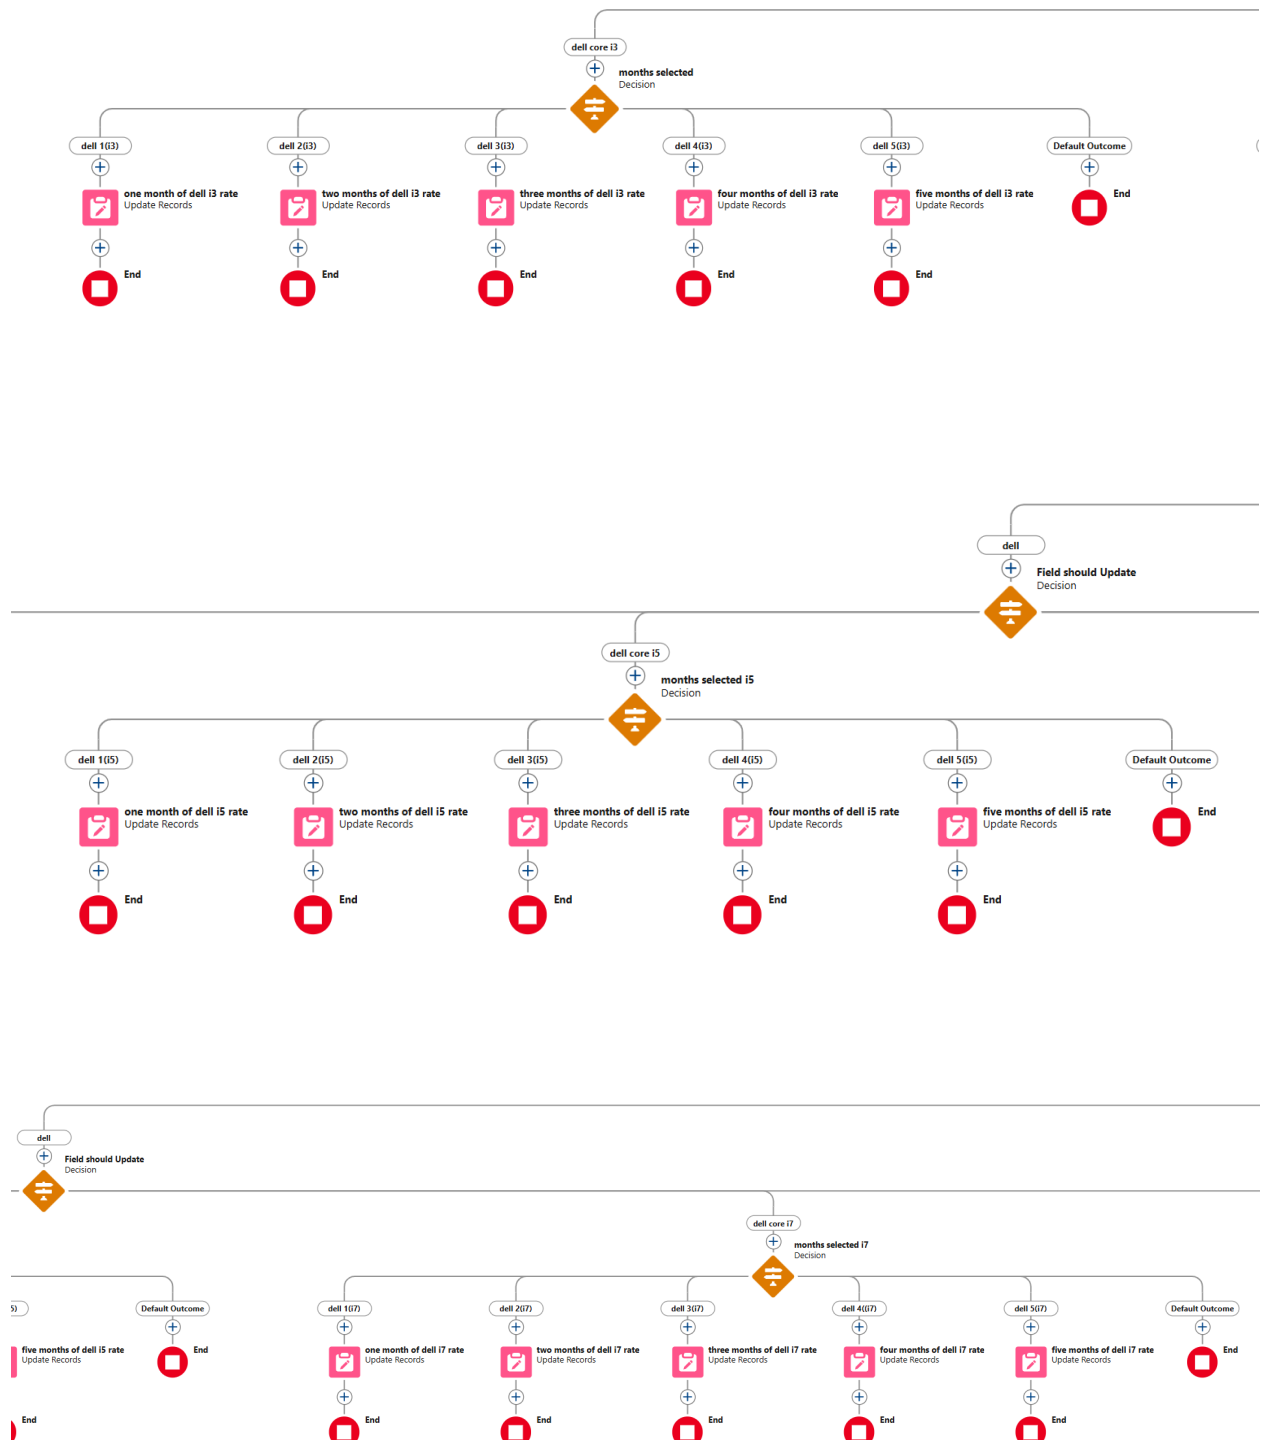 dell core i3
months selected
Decision
dell 1(i3)
dell 2(i3)
dell 3(i3)
dell 4(i3)
dell 5(i3)
Default Outcome
one month of dell i3 rate
Update Records
two months of dell i3 rate
Update Records
three months of dell i3 rate
Update Records
four months of dell i3 rate
Update Records
five months of dell i3 rate
Update Records
End
End
End
End
End
End
dell
Field should Update
Decision
dell core i5
months selected i5
Decision
dell 1(i5)
dell 2(i5)
dell 3(i5)
dell 4(i5)
dell 5(i5)
Default Outcome
one month of dell i5 rate
Update Records
two months of dell i5 rate
Update Records
three months of dell i5 rate
Update Records
four months of dell i5 rate
Update Records
five months of dell i5 rate
Update Records
End
End
End
End
End
End
dell
Field should Update
Decision
dell core i7
months selected i7
Decision
5)
Default Outcome
dell 1(i7)
dell 2(i7)
dell 3(i7)
dell 4((i7)
dell 5(i7)
Default Outcome
five months of dell i5 rate
Update Records
End
one month of dell i7 rate
Update Records
two months of dell i7 rate
Update Records
three months of dell i7 rate
Update Records
four months of dell i7 rate
Update Records
five months of dell i7 rate
Update Records
End
End
End
End
End
End
End